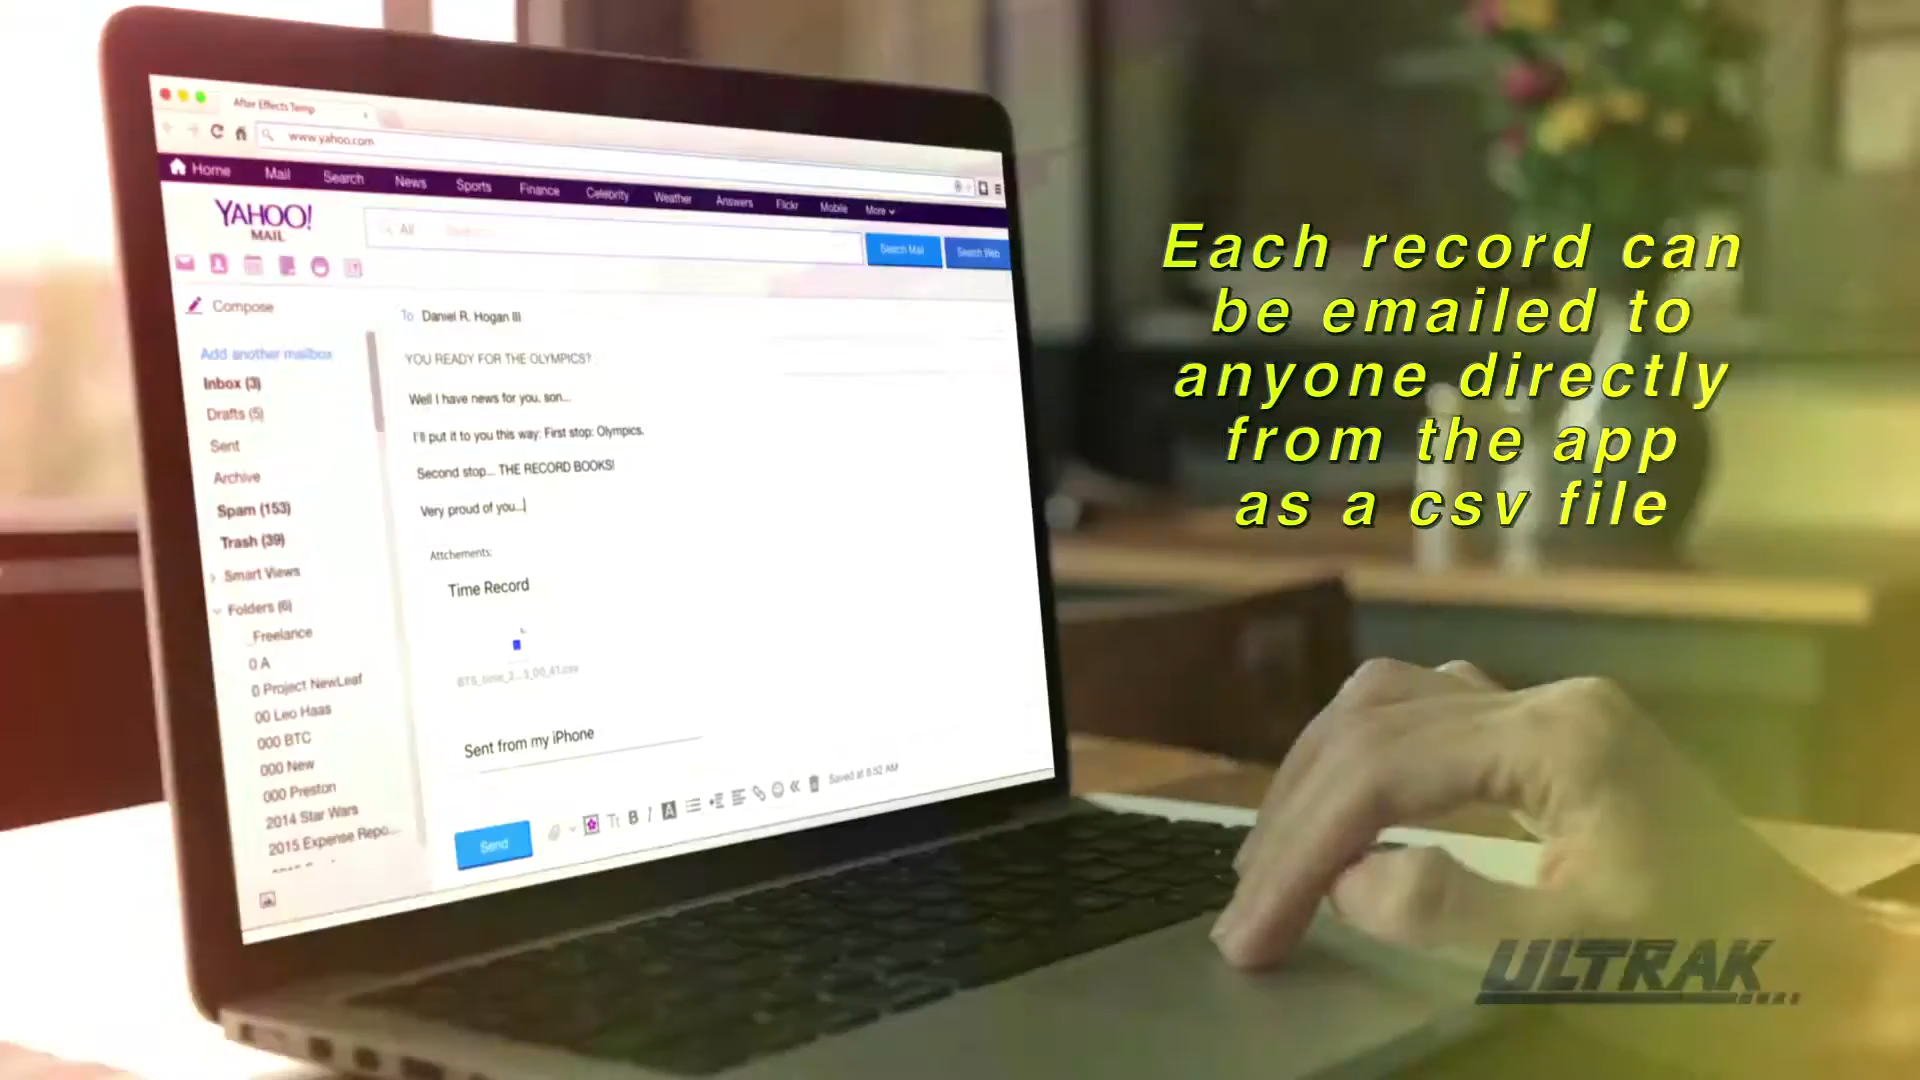 After Effects Temp
www.yahoo.com
Home Mail Search News Sports Finance Celebrity Weather Answers Flickr Mobile More
YAHOO!
MAIL
All
Search Mail
Search Web
Compose
To Daniel R. Hogan III
Add another mailbox
Inbox (3)
Drafts (5)
Sent
Archive
Spam (153)
Trash (39)
Smart Views
Folders (6)
_Freelance
0 A
0 Project NewLeaf
00 Leo Haas
000 BTC
000 New
000 Preston
2014 Star Wars
2015 Expense Repo...
YOU READY FOR THE OLYMPICS?
Well I have news for you, son...
I'll put it to you this way: First stop: Olympics.
Second stop... THE RECORD BOOKS!
Very proud of you...
Attchements:
Time Record
Sent from my iPhone
Send
Saved at 8:52 AM
Each record can
be emailed to
anyone directly
from the app
as a csv file
ULTRAK